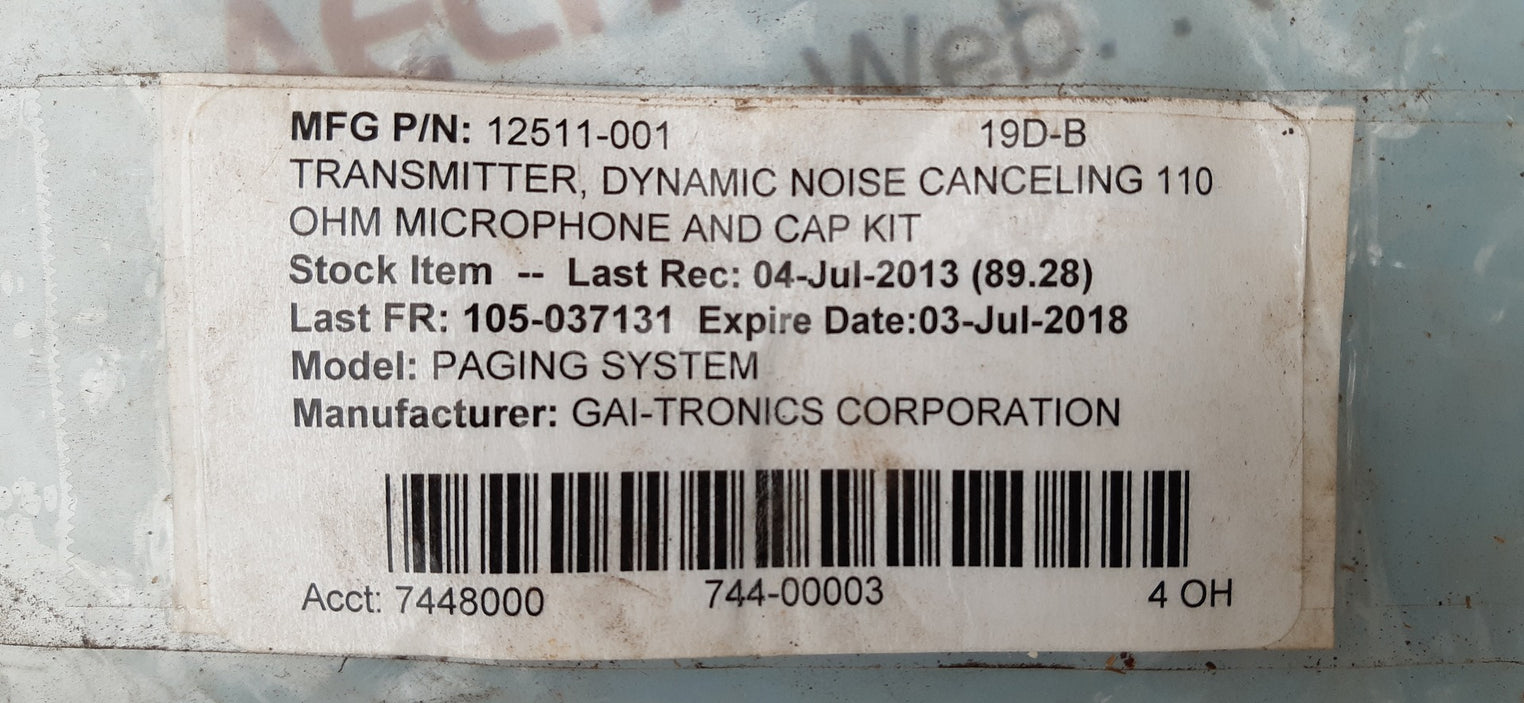 Web.
MFG P/N: 12511-001 19D-B
TRANSMITTER, DYNAMIC NOISE CANCELING 110
OHM MICROPHONE AND CAP KIT
Stock Item -- Last Rec: 04-Jul-2013 (89.28)
Last FR: 105-037131 Expire Date:03-Jul-2018
Model: PAGING SYSTEM
Manufacturer: GAI-TRONICS CORPORATION
Acct: 7448000 744-00003 4 OH